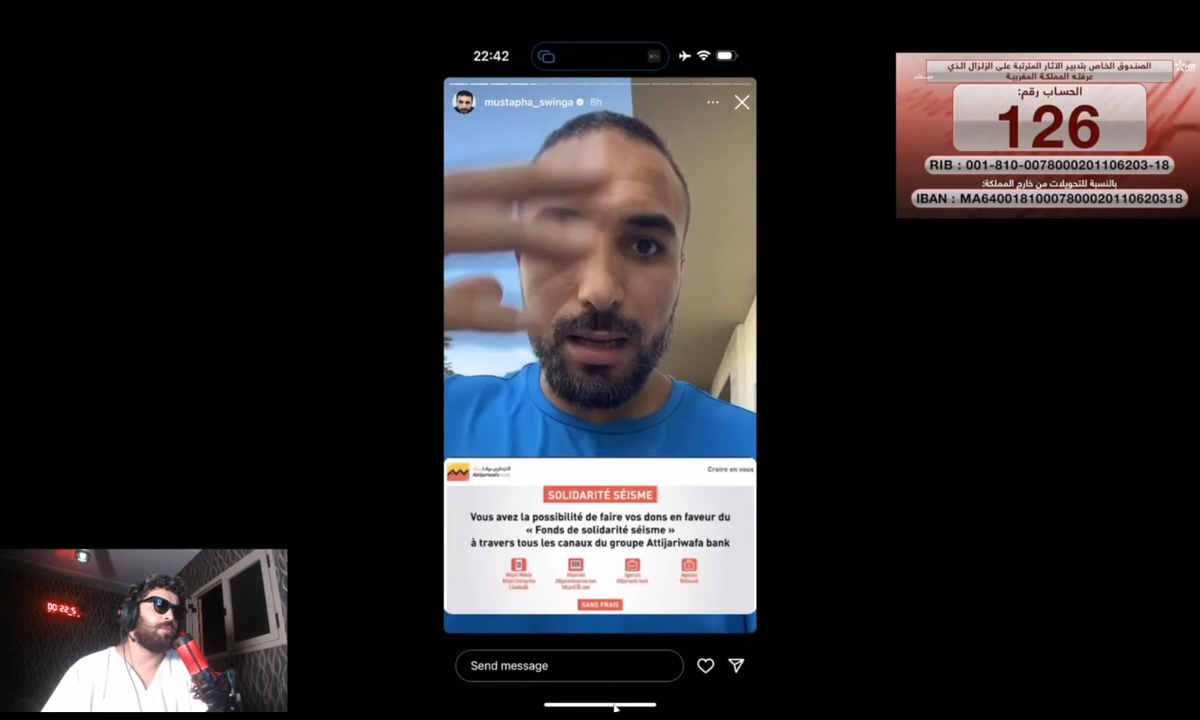 22:42
mustapha_swinga 8h
Croire en vous
SOLIDARITÉ SÉISME
Vous avez la possibilité de faire vos dons en faveur du
« Fonds de solidarité séisme »
à travers tous les canaux du groupe Attijariwafa bank
SANS FRAIS
Send message
الصندوق الخاص بتدبير الآثار المترتبة على الزلزال الذي
عرفته المملكة المغربية
الحساب رقم:
126
RIB : 001-810-0078000201106203-18
بالنسبة للتحويلات من خارج المملكة:
IBAN : MA64001810007800020110620318